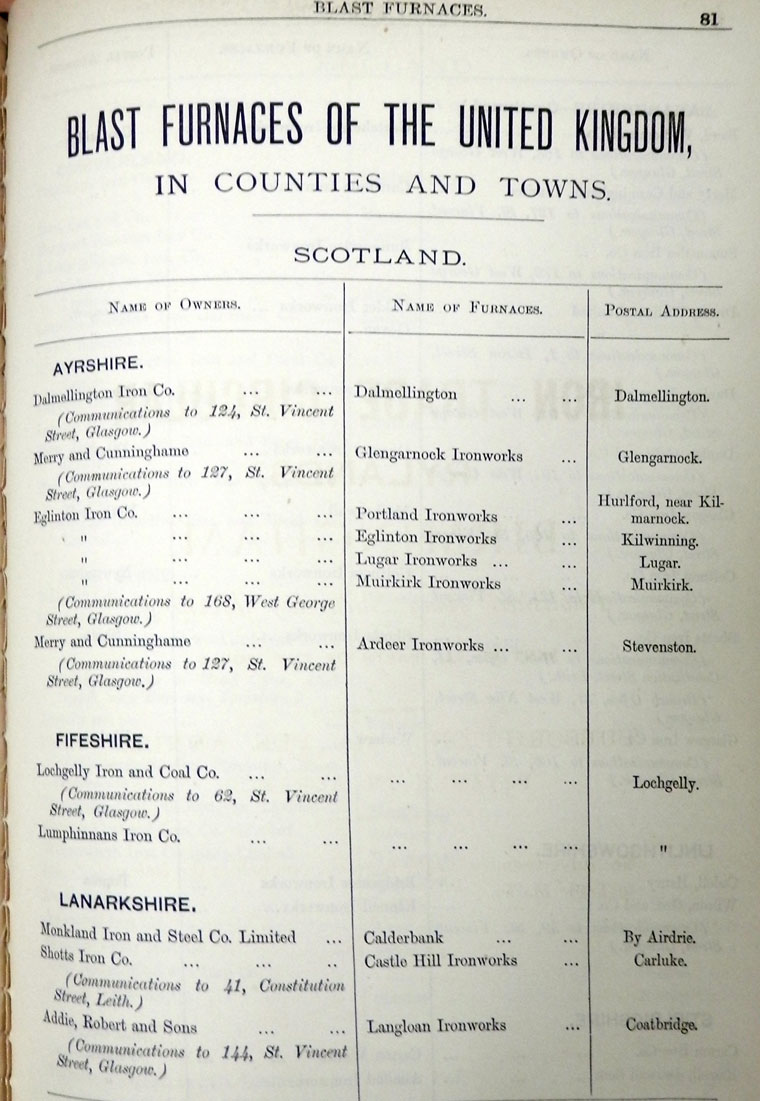 BLAST FURNACES. 81
BLAST FURNACES OF THE UNITED KINGDOM,
IN COUNTIES AND TOWNS.
SCOTLAND.
NAME OF OWNERS. NAME OF FURNACES. POSTAL ADDRESS.
AYRSHIRE.
Dalmellington Iron Co. ... ... Dalmellington ... ... Dalmellington.
(Communications to 124, St. Vincent
Street, Glasgow.)
Merry and Cunninghame ... ... Glengarnock Ironworks ... Glengarnock.
(Communications to 127, St. Vincent
Street, Glasgow.)
Eglinton Iron Co. ... ... ... Portland Ironworks ... Hurlford, near Kil-
marnock.
" ... ... ... Eglinton Ironworks ... Kilwinning.
" ... ... ... Lugar Ironworks ... ... Lugar.
" ... ... ... Muirkirk Ironworks ... Muirkirk.
(Communications to 168, West George
Street, Glasgow.)
Merry and Cunninghame ... ... Ardeer Ironworks ... ... Stevenston.
(Communications to 127, St. Vincent
Street, Glasgow.)
FIFESHIRE.
Lochgelly Iron and Coal Co. ... ... ... ... ... ... Lochgelly.
(Communications to 62, St. Vincent
Street, Glasgow.)
Lumphinnans Iron Co. ... ... ... ... ... ... "
LANARKSHIRE.
Monkland Iron and Steel Co. Limited ... Calderbank ... ... By Airdrie.
Shotts Iron Co. ... ... .. Castle Hill Ironworks ... Carluke.
(Communications to 41, Constitution
Street, Leith.)
Addie, Robert and Sons ... ... Langloan Ironworks ... Coatbridge.
(Communications to 144, St. Vincent
Street, Glasgow.)